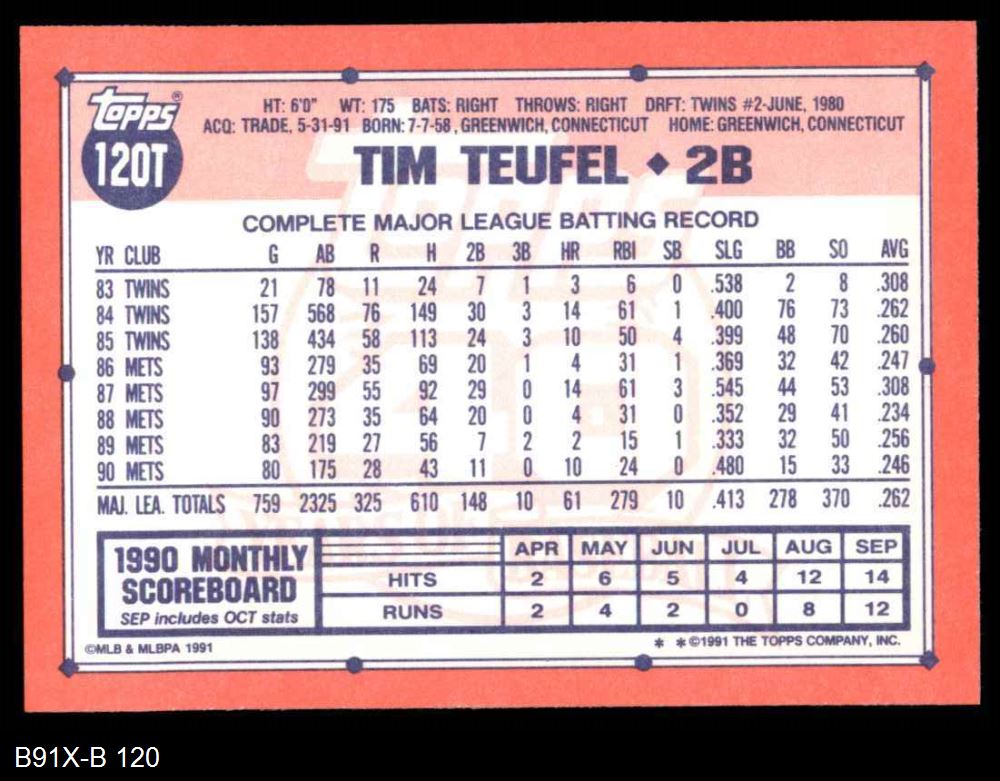 topps®
120T
HT: 6'0" WT: 175 BATS: RIGHT THROWS: RIGHT DRFT: TWINS #2-JUNE, 1980
ACQ: TRADE, 5-31-91 BORN: 7-7-58, GREENWICH, CONNECTICUT HOME: GREENWICH, CONNECTICUT
TIM TEUFEL ◆ 2B
COMPLETE MAJOR LEAGUE BATTING RECORD
YR CLUB G AB R H 2B 3B HR RBI SB SLG BB SO AVG
83 TWINS 21 78 11 24 7 1 3 6 0 .538 2 8 .308
84 TWINS 157 568 76 149 30 3 14 61 1 .400 76 73 .262
85 TWINS 138 434 58 113 24 3 10 50 4 .399 48 70 .260
86 METS 93 279 35 69 20 1 4 31 1 .369 32 42 .247
87 METS 97 299 55 92 29 0 14 61 3 .545 44 53 .308
88 METS 90 273 35 64 20 0 4 31 0 .352 29 41 .234
89 METS 83 219 27 56 7 2 2 15 1 .333 32 50 .256
90 METS 80 175 28 43 11 0 10 24 0 .480 15 33 .246
MAJ. LEA. TOTALS 759 2325 325 610 148 10 61 279 10 .413 278 370 .262
1990 MONTHLY
SCOREBOARD
SEP includes OCT stats
APR MAY JUN JUL AUG SEP
HITS 2 6 5 4 12 14
RUNS 2 4 2 0 8 12
©MLB & MLBPA 1991
* * ©1991 THE TOPPS COMPANY, INC.
B91X-B 120